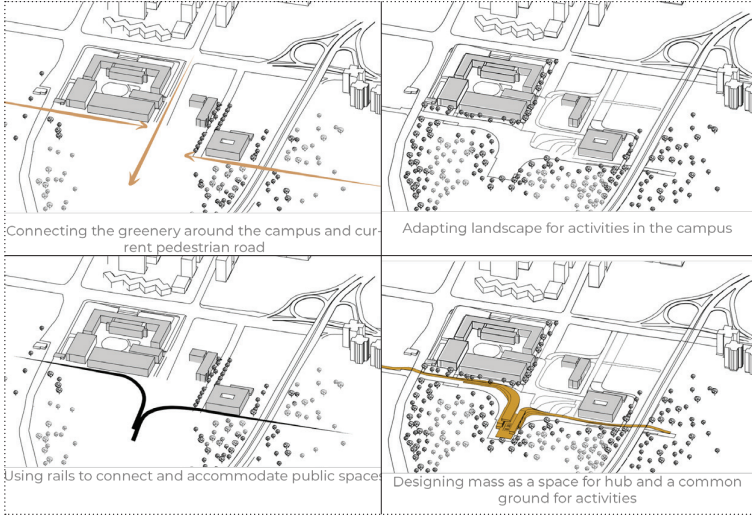 Connecting the greenery around the campus and cur-
rent pedestrian road
Adapting landscape for activities in the campus
Using rails to connect and accommodate public spaces
Designing mass as a space for hub and a common
ground for activities